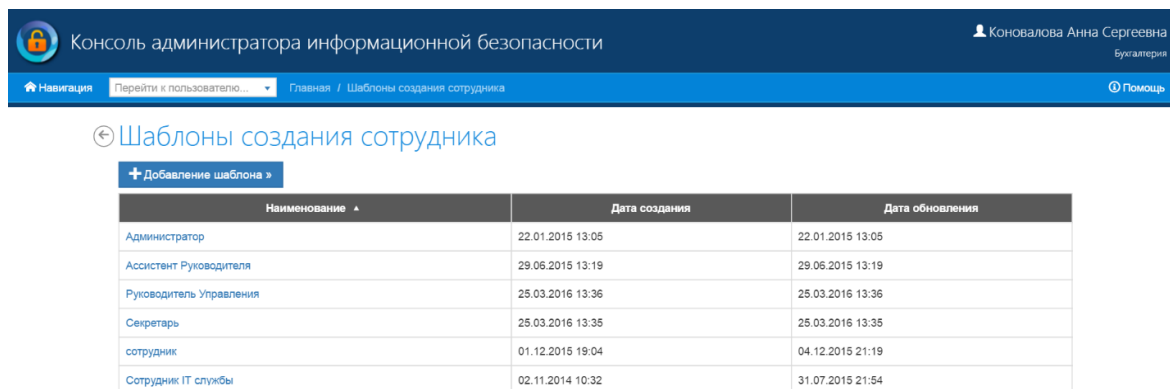 Консоль администратора информационной безопасности
Коновалова Анна Сергеевна
Бухгалтерия
Навигация Перейти к пользователю... Главная / Шаблоны создания сотрудника Помощь
Шаблоны создания сотрудника
Добавление шаблона »
Наименование Дата создания Дата обновления
Администратор 22.01.2015 13:05 22.01.2015 13:05
Ассистент Руководителя 29.06.2015 13:19 29.06.2015 13:19
Руководитель Управления 25.03.2016 13:36 25.03.2016 13:36
Секретарь 25.03.2016 13:35 25.03.2016 13:35
сотрудник 01.12.2015 19:04 04.12.2015 21:19
Сотрудник IT службы 02.11.2014 10:32 31.07.2015 21:54